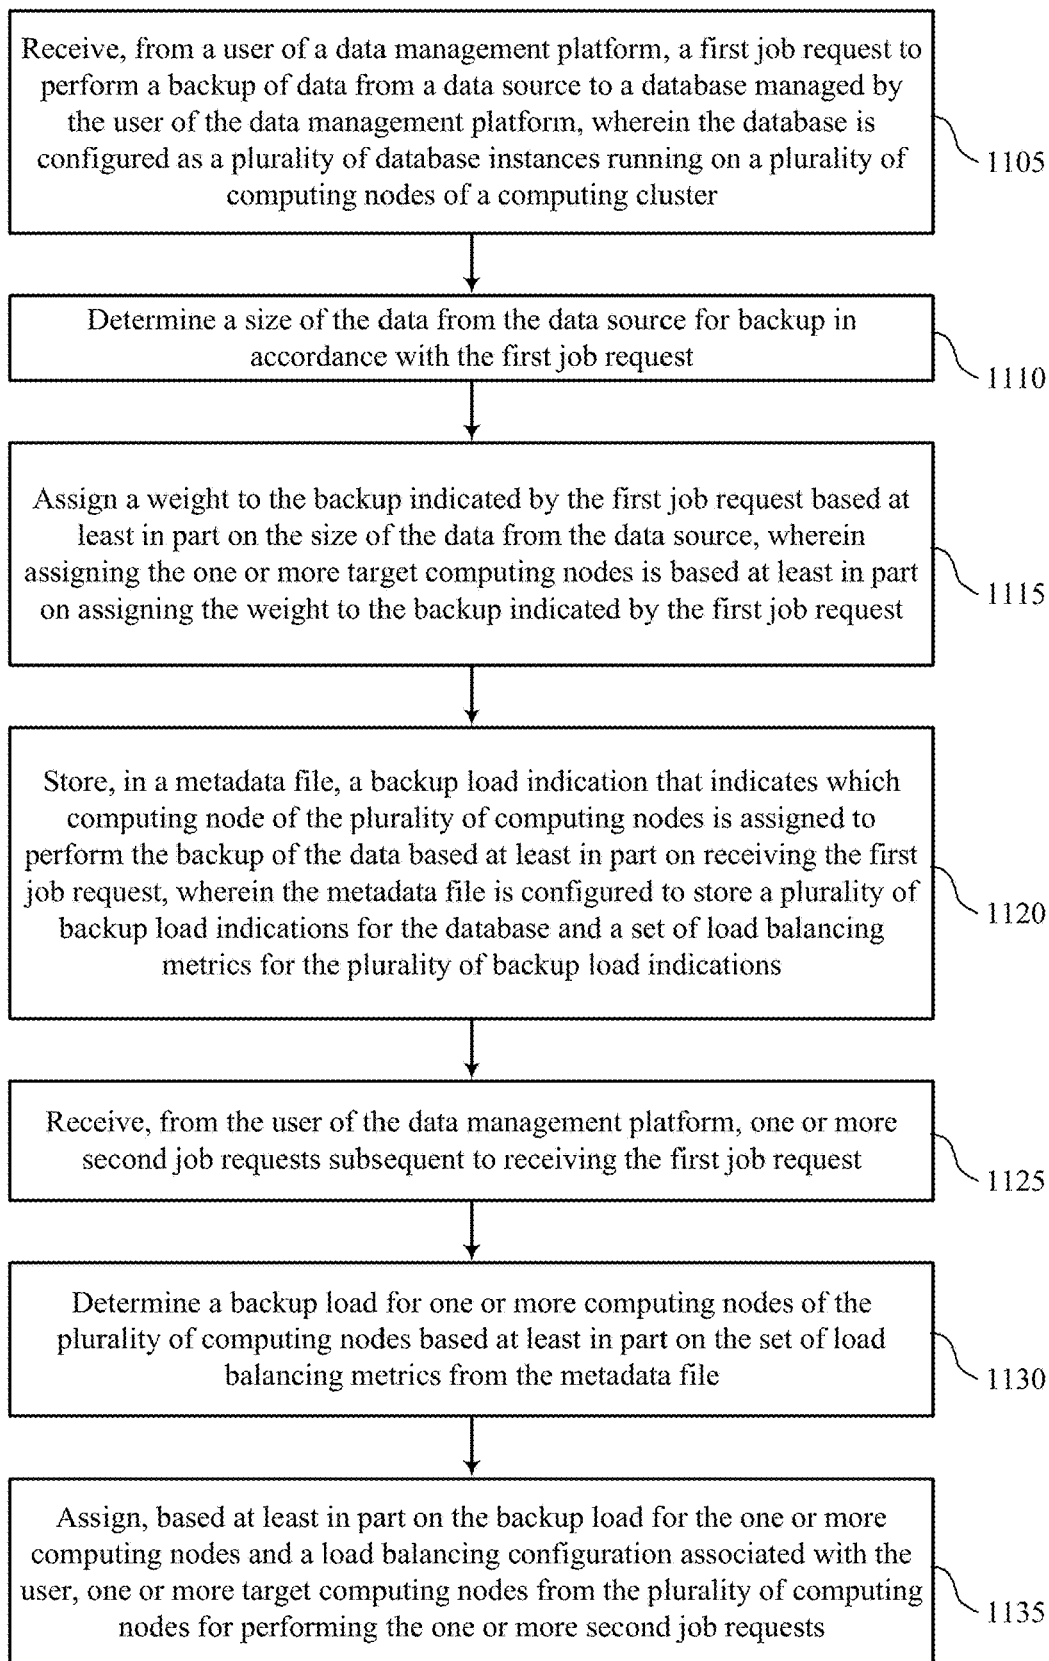 Receive, from a user of a data management platform, a first job request to
perform a backup of data from a data source to a database managed by
the user of the data management platform, wherein the database is
configured as a plurality of database instances running on a plurality of
computing nodes of a computing cluster
1105
Determine a size of the data from the data source for backup in
accordance with the first job request
1110
Assign a weight to the backup indicated by the first job request based at
least in part on the size of the data from the data source, wherein
assigning the one or more target computing nodes is based at least in part
on assigning the weight to the backup indicated by the first job request
1115
Store, in a metadata file, a backup load indication that indicates which
computing node of the plurality of computing nodes is assigned to
perform the backup of the data based at least in part on receiving the first
job request, wherein the metadata file is configured to store a plurality of
backup load indications for the database and a set of load balancing
metrics for the plurality of backup load indications
1120
Receive, from the user of the data management platform, one or more
second job requests subsequent to receiving the first job request
1125
Determine a backup load for one or more computing nodes of the
plurality of computing nodes based at least in part on the set of load
balancing metrics from the metadata file
1130
Assign, based at least in part on the backup load for the one or more
computing nodes and a load balancing configuration associated with the
user, one or more target computing nodes from the plurality of computing
nodes for performing the one or more second job requests
1135